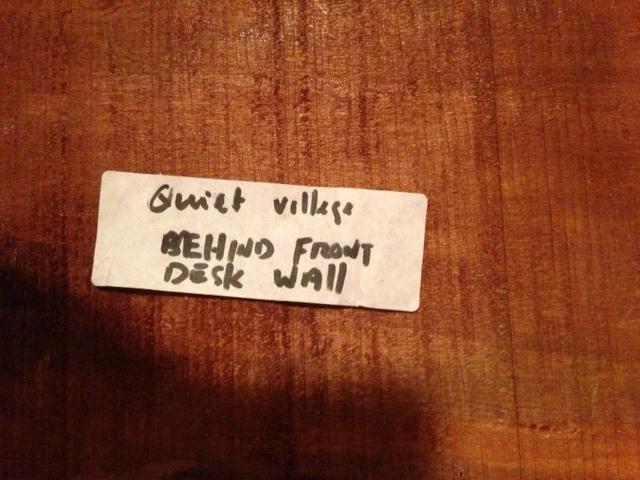 Quiet village
BEHIND FRONT
DESK WAll